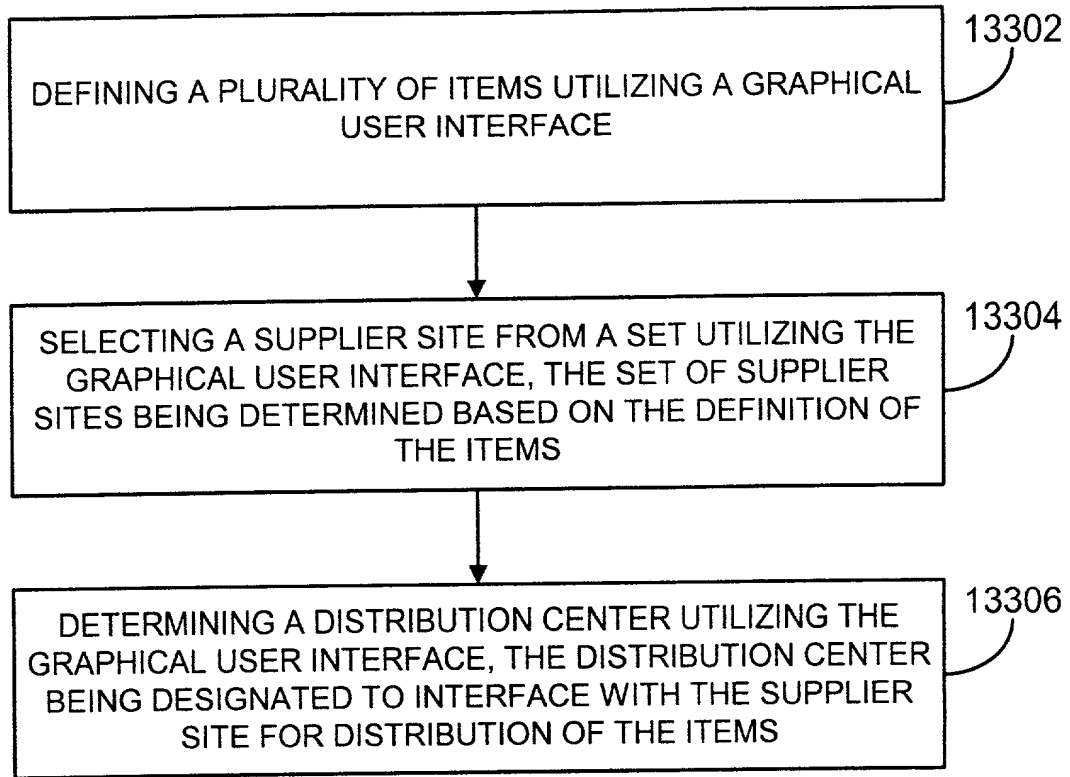 13302
DEFINING A PLURALITY OF ITEMS UTILIZING A GRAPHICAL
USER INTERFACE
13304
SELECTING A SUPPLIER SITE FROM A SET UTILIZING THE
GRAPHICAL USER INTERFACE, THE SET OF SUPPLIER
SITES BEING DETERMINED BASED ON THE DEFINITION OF
THE ITEMS
13306
DETERMINING A DISTRIBUTION CENTER UTILIZING THE
GRAPHICAL USER INTERFACE, THE DISTRIBUTION CENTER
BEING DESIGNATED TO INTERFACE WITH THE SUPPLIER
SITE FOR DISTRIBUTION OF THE ITEMS